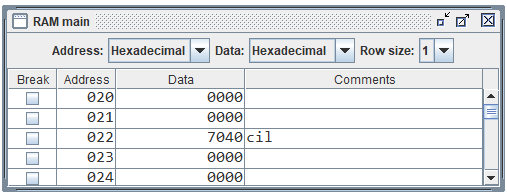 RAM main
Address: Hexadecimal Data: Hexadecimal Row size: 1
Break Address Data Comments
020 0000
021 0000
022 7040 cil
023 0000
024 0000